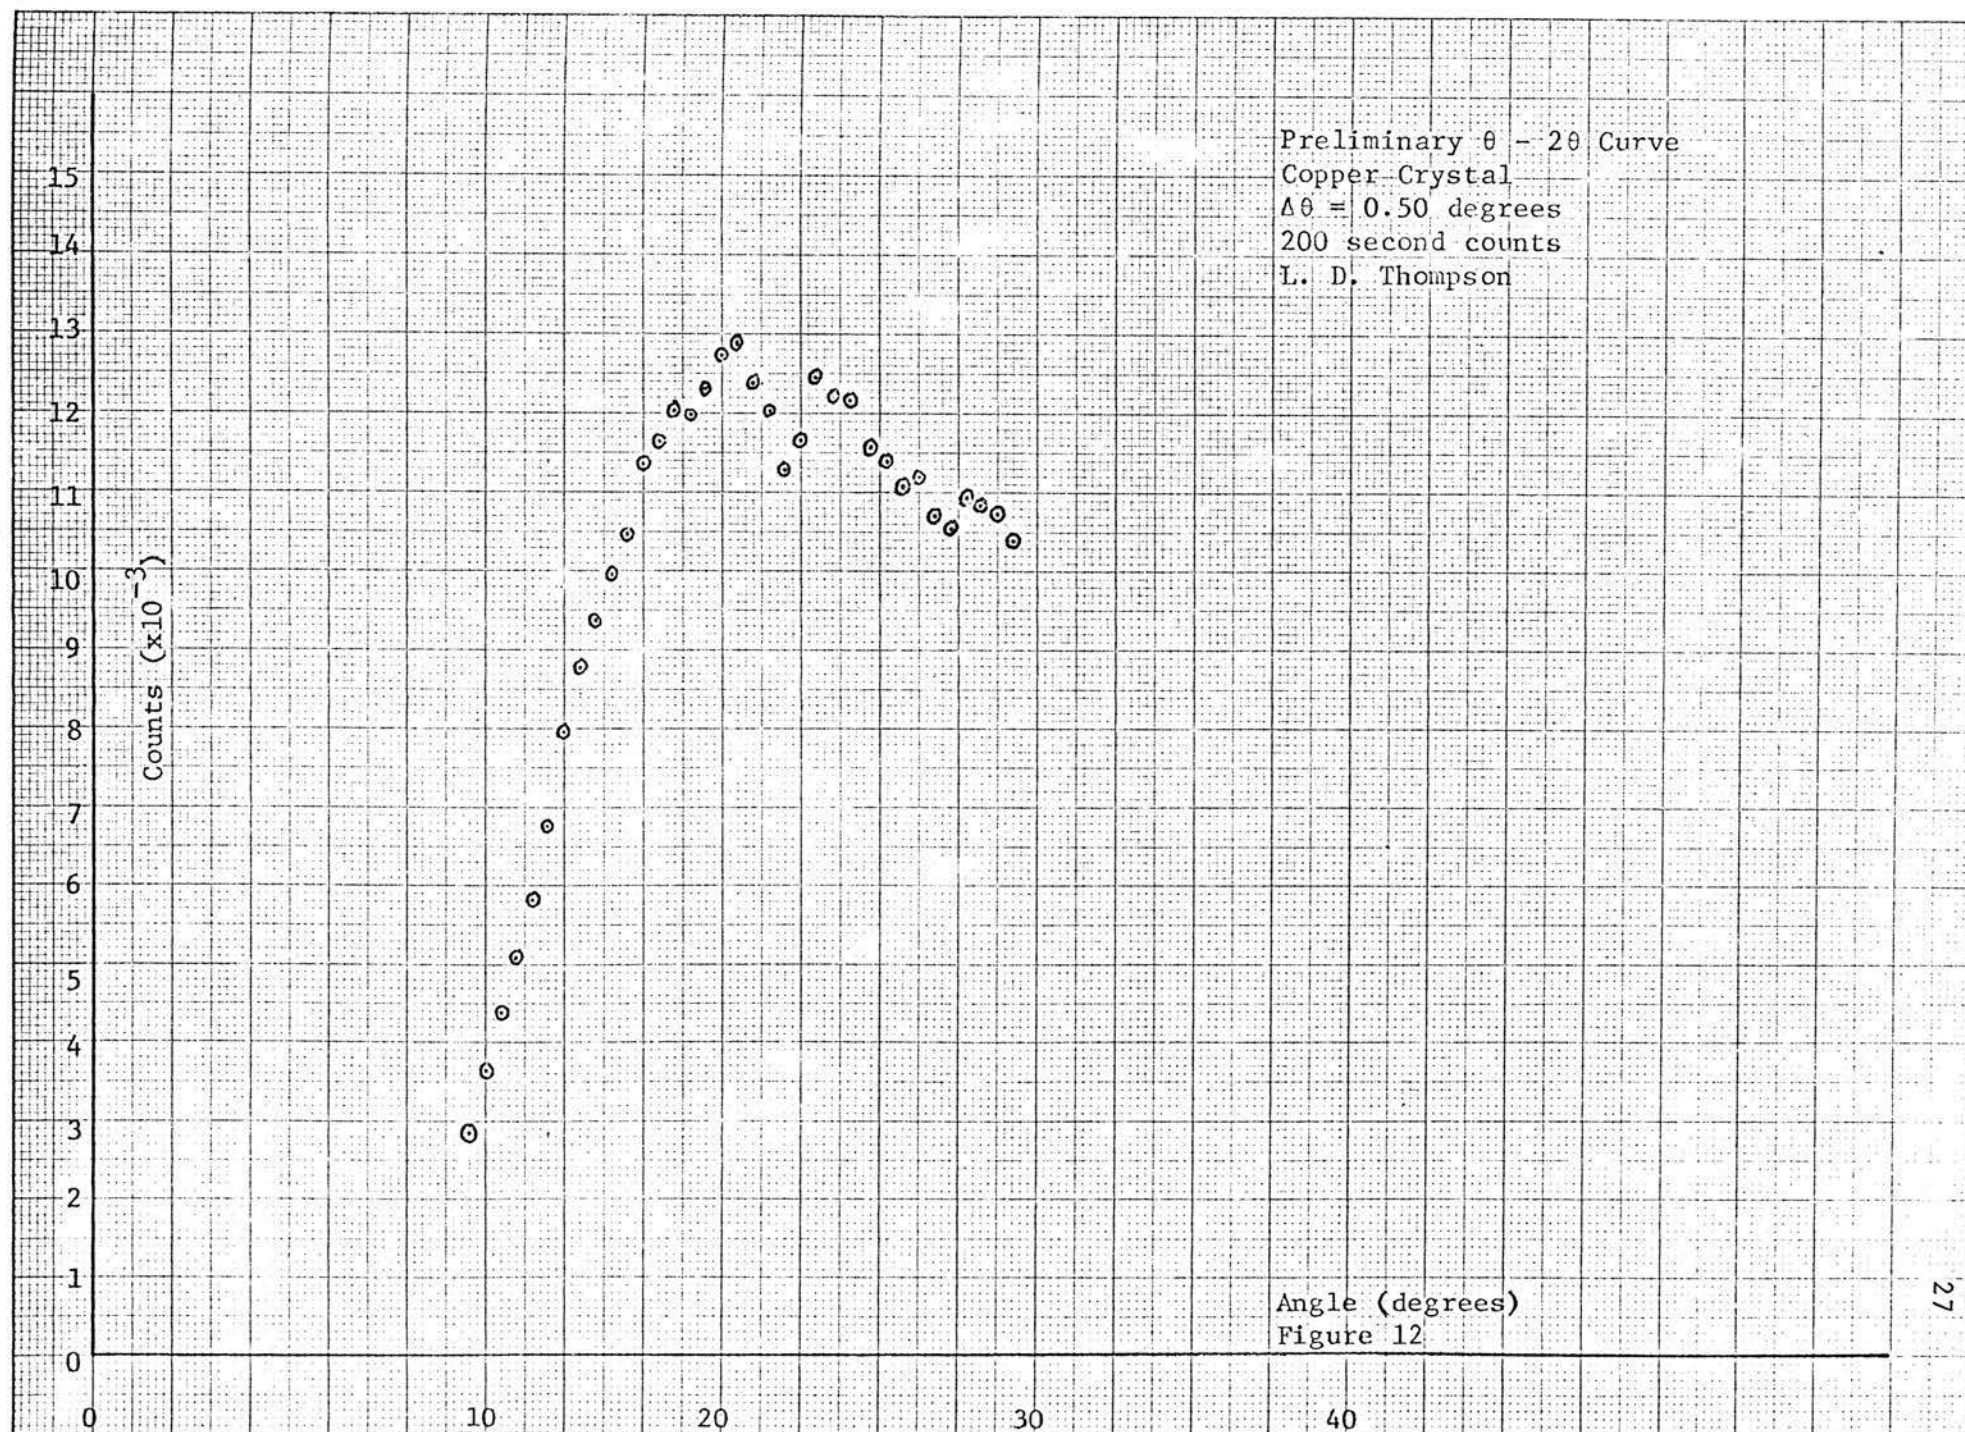 Preliminary θ - 2θ Curve
Copper Crystal
Δθ = 0.50 degrees
200 second counts
L. D. Thompson
15
14
13
12
11
10
9
8
7
6
5
4
3
2
1
0
Counts (x10⁻³)
Angle (degrees)
Figure 12
0 10 20 30 40
27